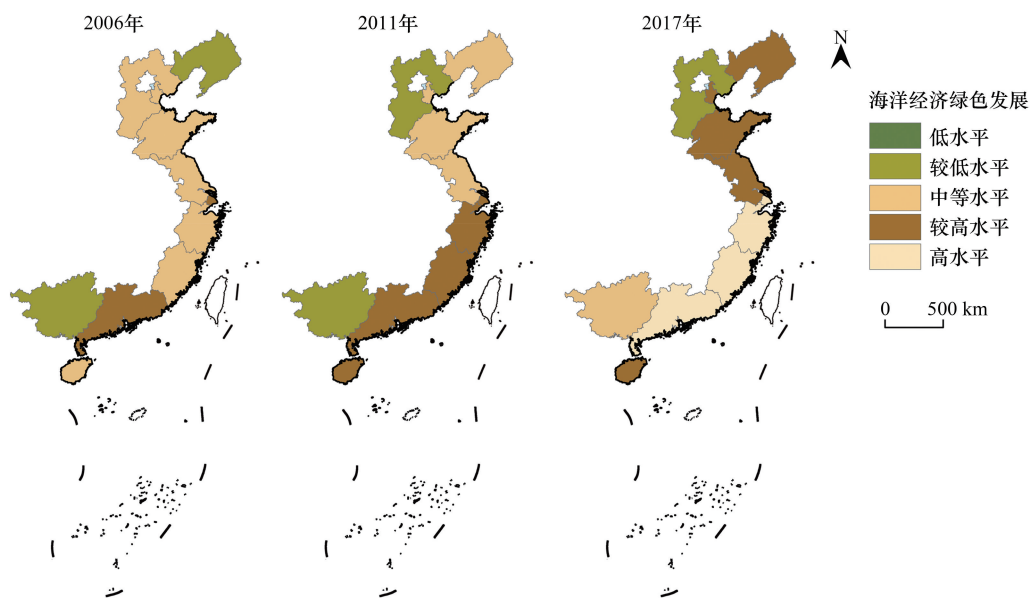 2006年
2011年
2017年
N
海洋经济绿色发展
低水平
较低水平
中等水平
较高水平
高水平
0 500 km